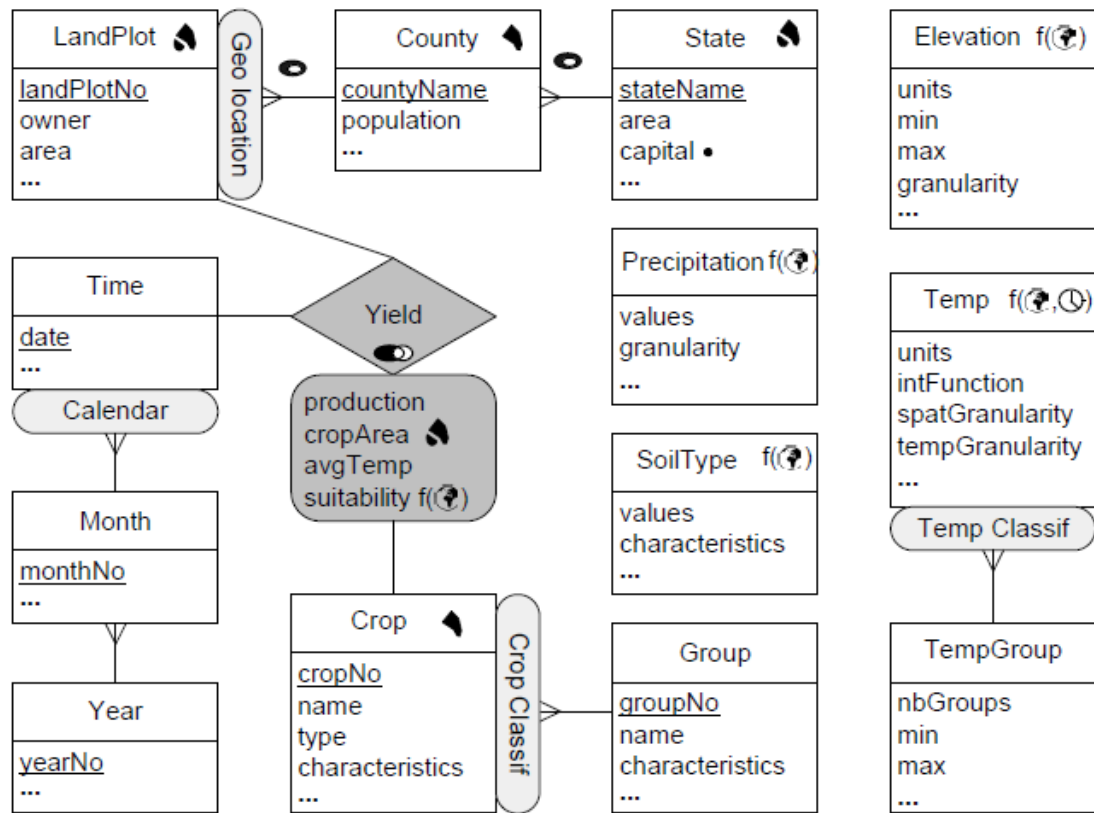 LandPlot
landPlotNo
owner
area
...
Geo location
County
countyName
population
...
State
stateName
area
capital •
...
Elevation f( )
units
min
max
granularity
...
Time
date
...
Calendar
Month
monthNo
...
Year
yearNo
...
Yield
production
cropArea
avgTemp
suitability f( )
Precipitation f( )
values
granularity
...
SoilType f( )
values
characteristics
...
Temp f( , )
units
intFunction
spatGranularity
tempGranularity
...
Temp Classif
TempGroup
nbGroups
min
max
...
Crop
cropNo
name
type
characteristics
...
Crop Classif
Group
groupNo
name
characteristics
...